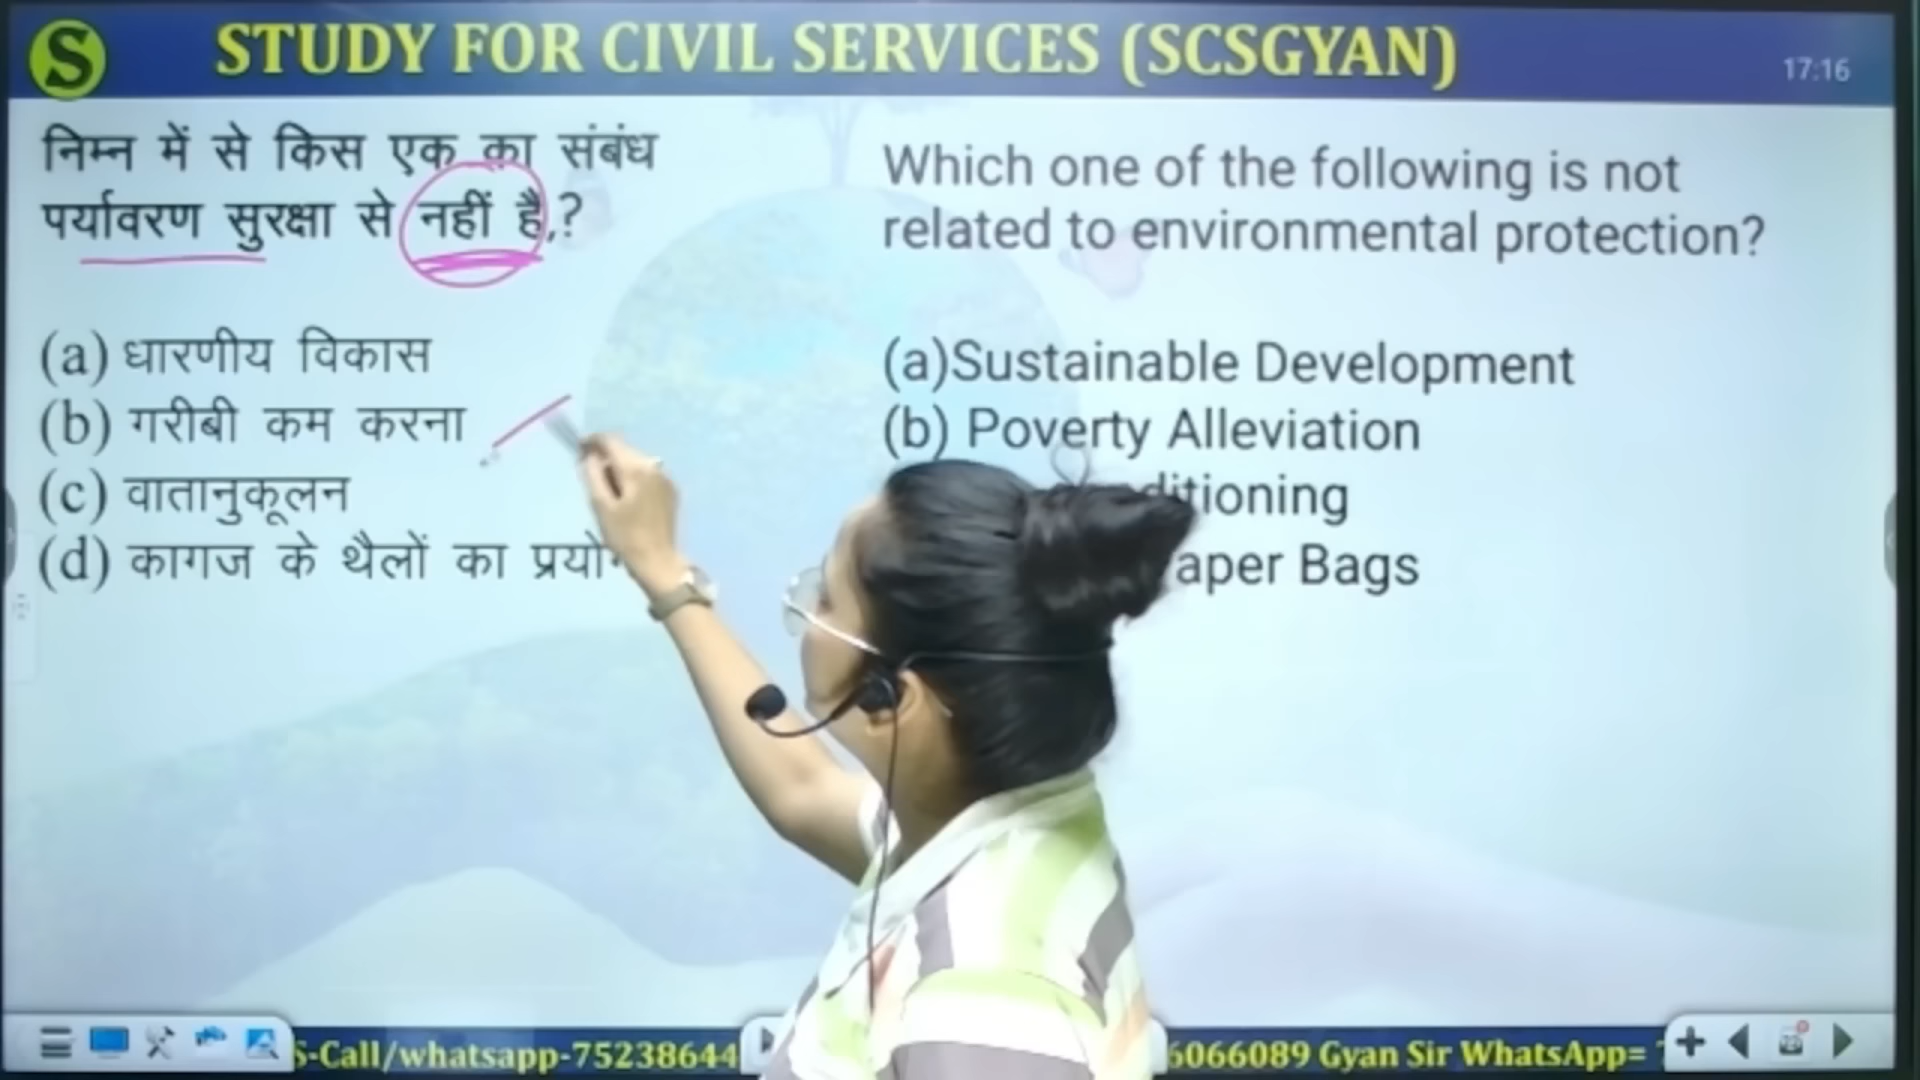 S
STUDY FOR CIVIL SERVICES (SCSGYAN)
17:16
निम्न में से किस एक का संबंध
पर्यावरण सुरक्षा से नहीं है,?
(a) धारणीय विकास
(b) गरीबी कम करना
(c) वातानुकूलन
(d) कागज के थैलों का
Which one of the following is not
related to environmental protection?
(a)Sustainable Development
(b) Poverty Alleviation
ditioning
aper Bags
S-Call/whatsapp-75238644
6066089 Gyan Sir WhatsApp=